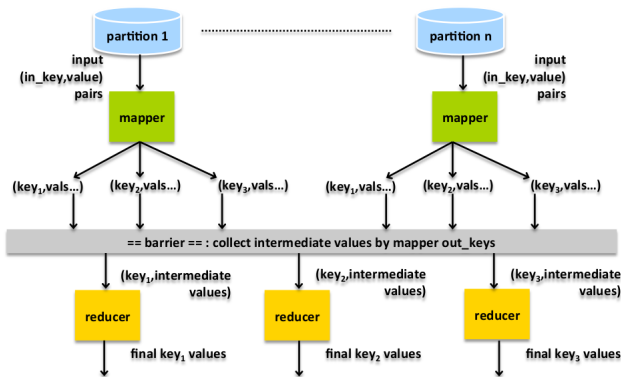 partition 1
partition n
input
(in_key,value)
pairs
input
(in_key,value)
pairs
mapper
mapper
(key₁,vals...)
(key₂,vals...)
(key₃,vals...)
(key₁,vals...)
(key₂,vals...)
(key₃,vals...)
== barrier == : collect intermediate values by mapper out_keys
(key₁,intermediate
values)
(key₂,intermediate
values)
(key₃,intermediate
values)
reducer
reducer
reducer
final key₁ values
final key₂ values
final key₃ values